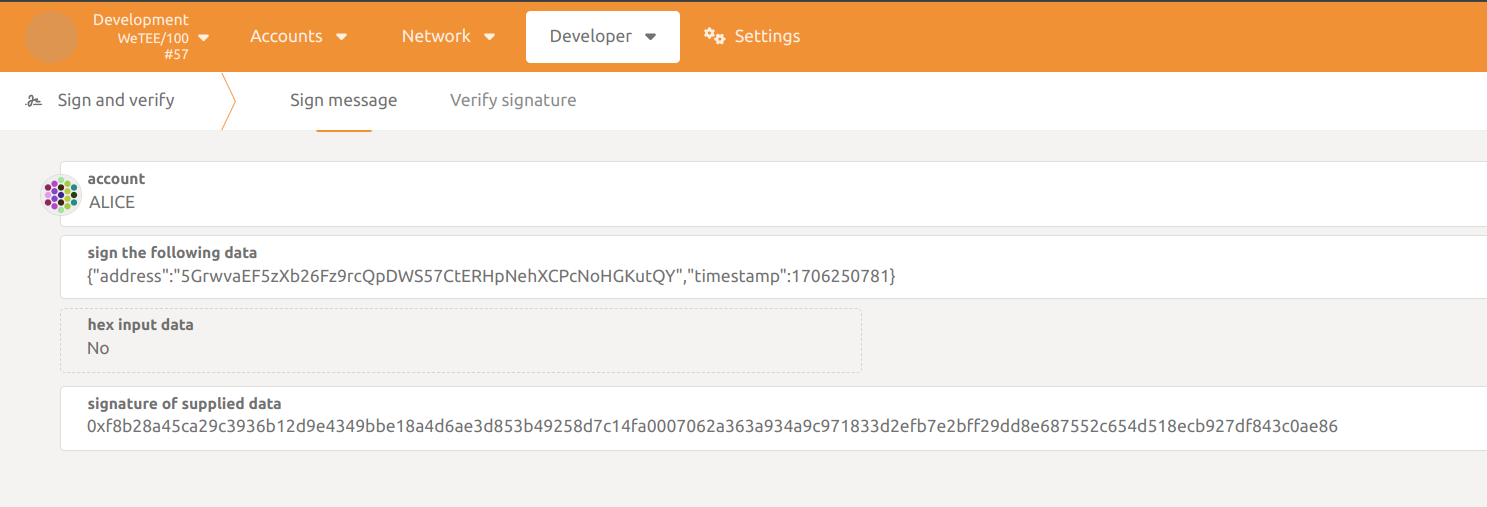 Development
WeTEE/100
#57
Accounts
Network
Developer
Settings
Sign and verify
Sign message
Verify signature
account
ALICE
sign the following data
{"address":"5GrwvaEF5zXb26Fz9rcQpDWS57CtERHpNehXCPcNoHGKutQY","timestamp":1706250781}
hex input data
No
signature of supplied data
0xf8b28a45ca29c3936b12d9e4349bbe18a4d6ae3d853b49258d7c14fa0007062a363a934a9c971833d2efb7e2bff29dd8e687552c654d518ecb927df843c0ae86